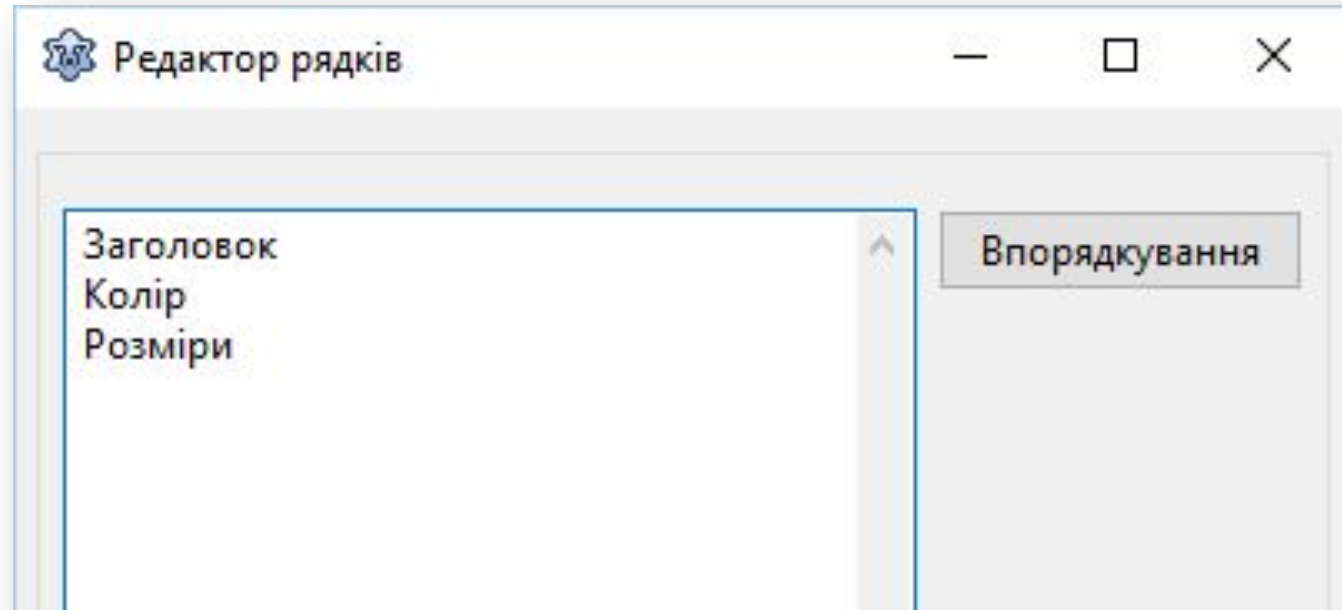 Редактор рядків
Заголовок
Впорядкування
Колір
Розміри